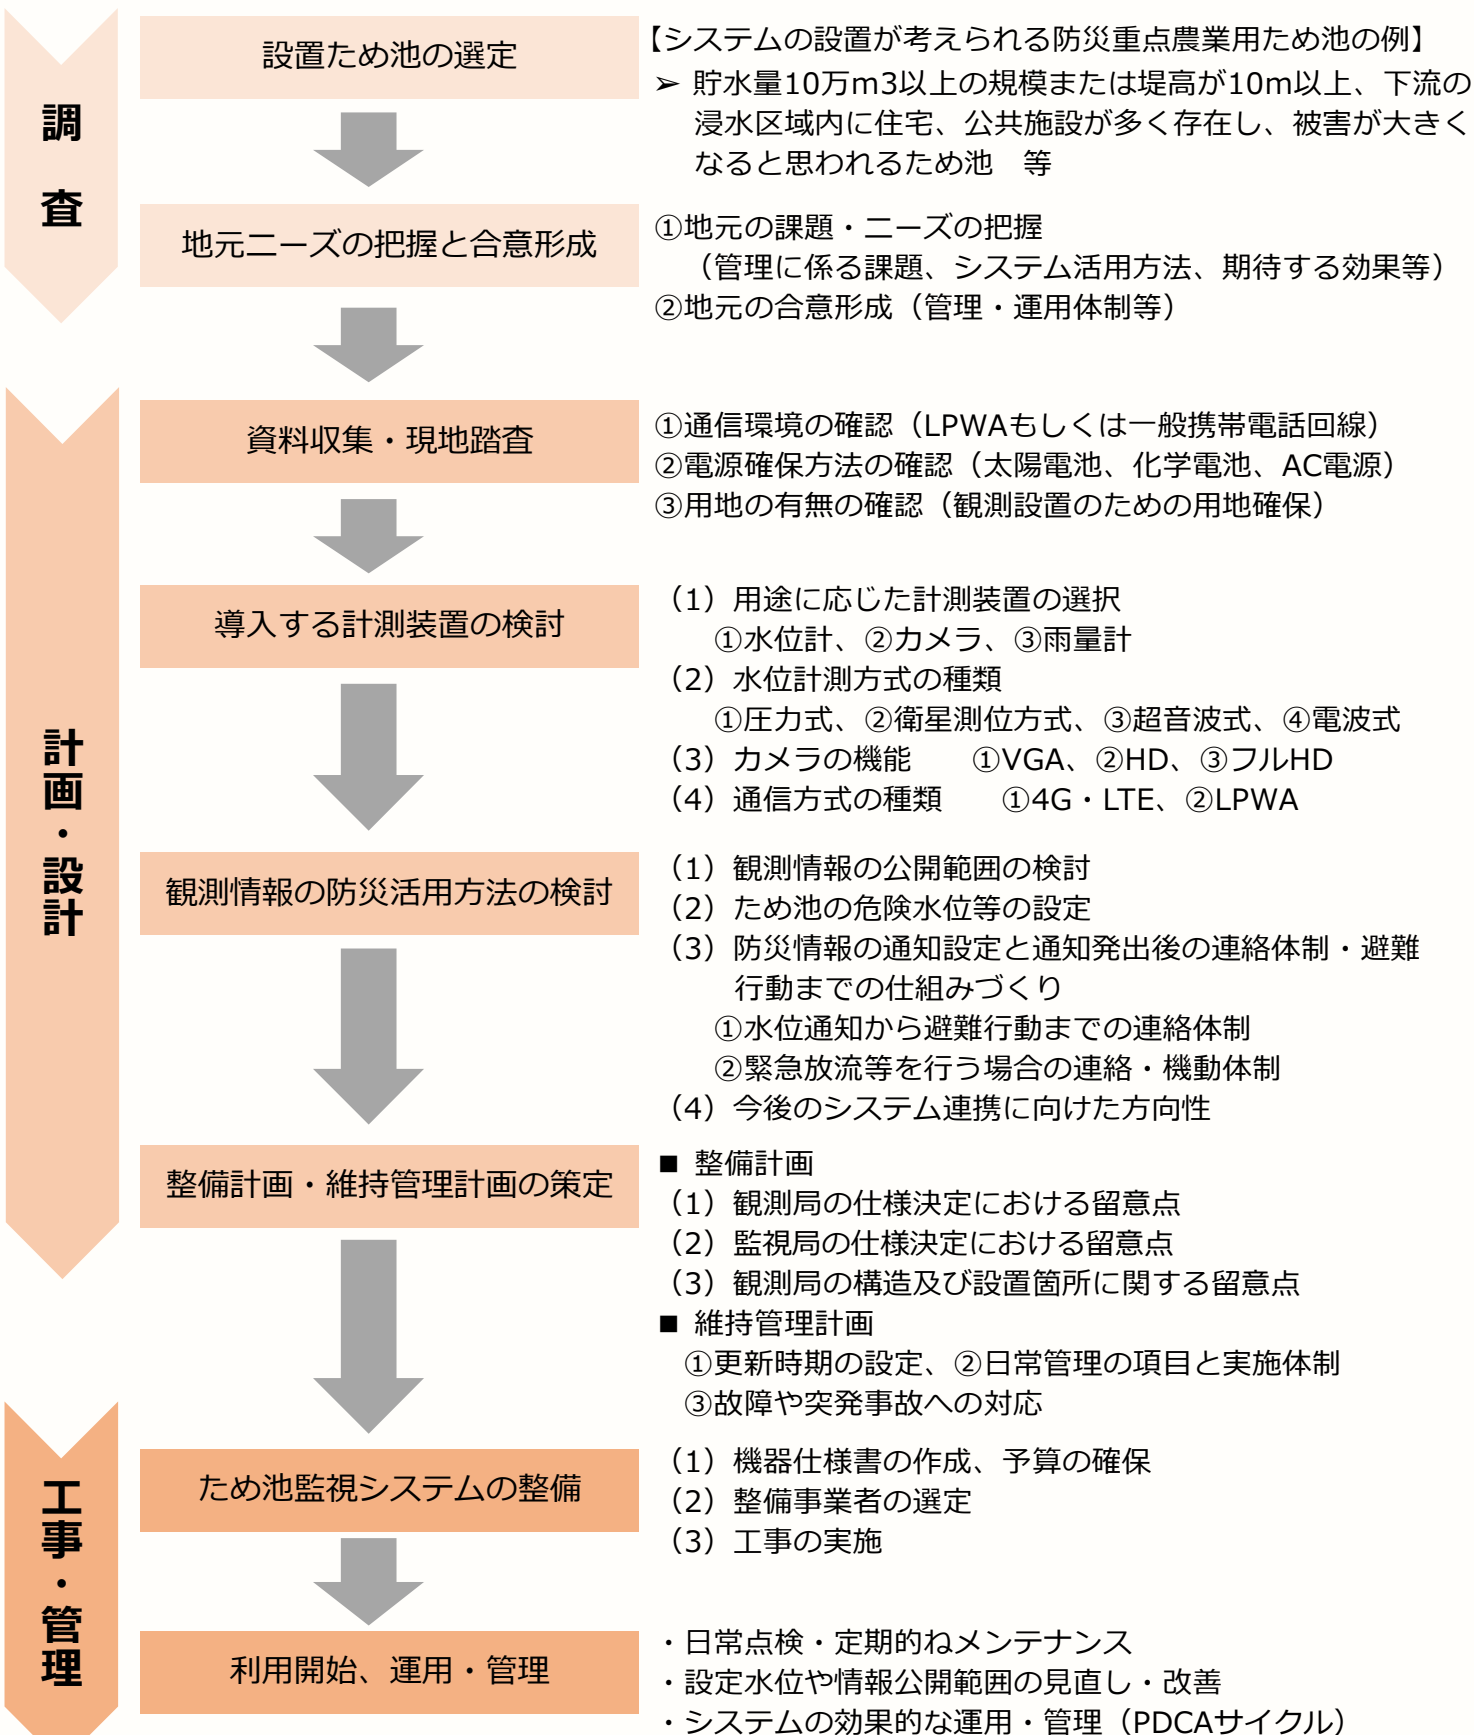 調査
設置ため池の選定
【システムの設置が考えられる防災重点農業用ため池の例】
➢ 貯水量10万m3以上の規模または堤高が10m以上、下流の
浸水区域内に住宅、公共施設が多く存在し、被害が大きく
なると思われるため池　等
地元ニーズの把握と合意形成
①地元の課題・ニーズの把握
（管理に係る課題、システム活用方法、期待する効果等）
②地元の合意形成（管理・運用体制等）
計画・設計
資料収集・現地踏査
①通信環境の確認（LPWAもしくは一般携帯電話回線）
②電源確保方法の確認（太陽電池、化学電池、AC電源）
③用地の有無の確認（観測設置のための用地確保）
導入する計測装置の検討
（1）用途に応じた計測装置の選択
①水位計、②カメラ、③雨量計
（2）水位計測方式の種類
①圧力式、②衛星測位方式、③超音波式、④電波式
（3）カメラの機能　　①VGA、②HD、③フルHD
（4）通信方式の種類　　①4G・LTE、②LPWA
観測情報の防災活用方法の検討
（1）観測情報の公開範囲の検討
（2）ため池の危険水位等の設定
（3）防災情報の通知設定と通知発出後の連絡体制・避難
行動までの仕組みづくり
①水位通知から避難行動までの連絡体制
②緊急放流等を行う場合の連絡・機動体制
（4）今後のシステム連携に向けた方向性
整備計画・維持管理計画の策定
■ 整備計画
（1）観測局の仕様決定における留意点
（2）監視局の仕様決定における留意点
（3）観測局の構造及び設置箇所に関する留意点
■ 維持管理計画
①更新時期の設定、②日常管理の項目と実施体制
③故障や突発事故への対応
工事・管理
ため池監視システムの整備
（1）機器仕様書の作成、予算の確保
（2）整備事業者の選定
（3）工事の実施
利用開始、運用・管理
・日常点検・定期的ねメンテナンス
・設定水位や情報公開範囲の見直し・改善
・システムの効果的な運用・管理（PDCAサイクル）